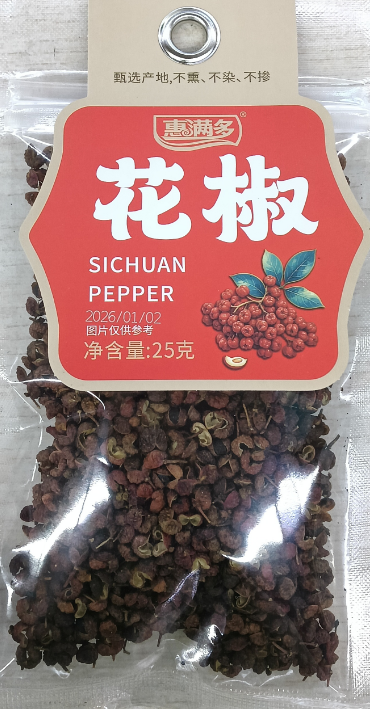 甄选产地,不熏、不染、不掺
惠满多®
花椒
SICHUAN
PEPPER
2026/01/02
图片仅供参考
净含量:25克